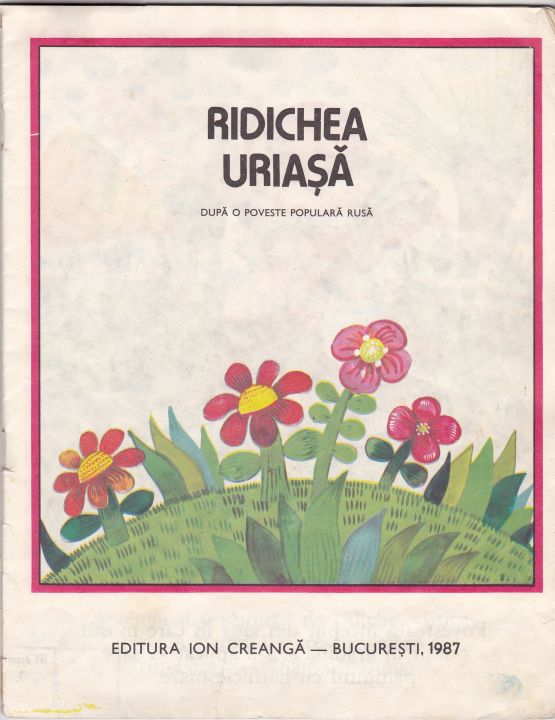 RIDICHEA
URIAȘĂ
DUPĂ O POVESTE POPULARĂ RUSĂ
EDITURA ION CREANGĂ — BUCUREȘTI, 1987